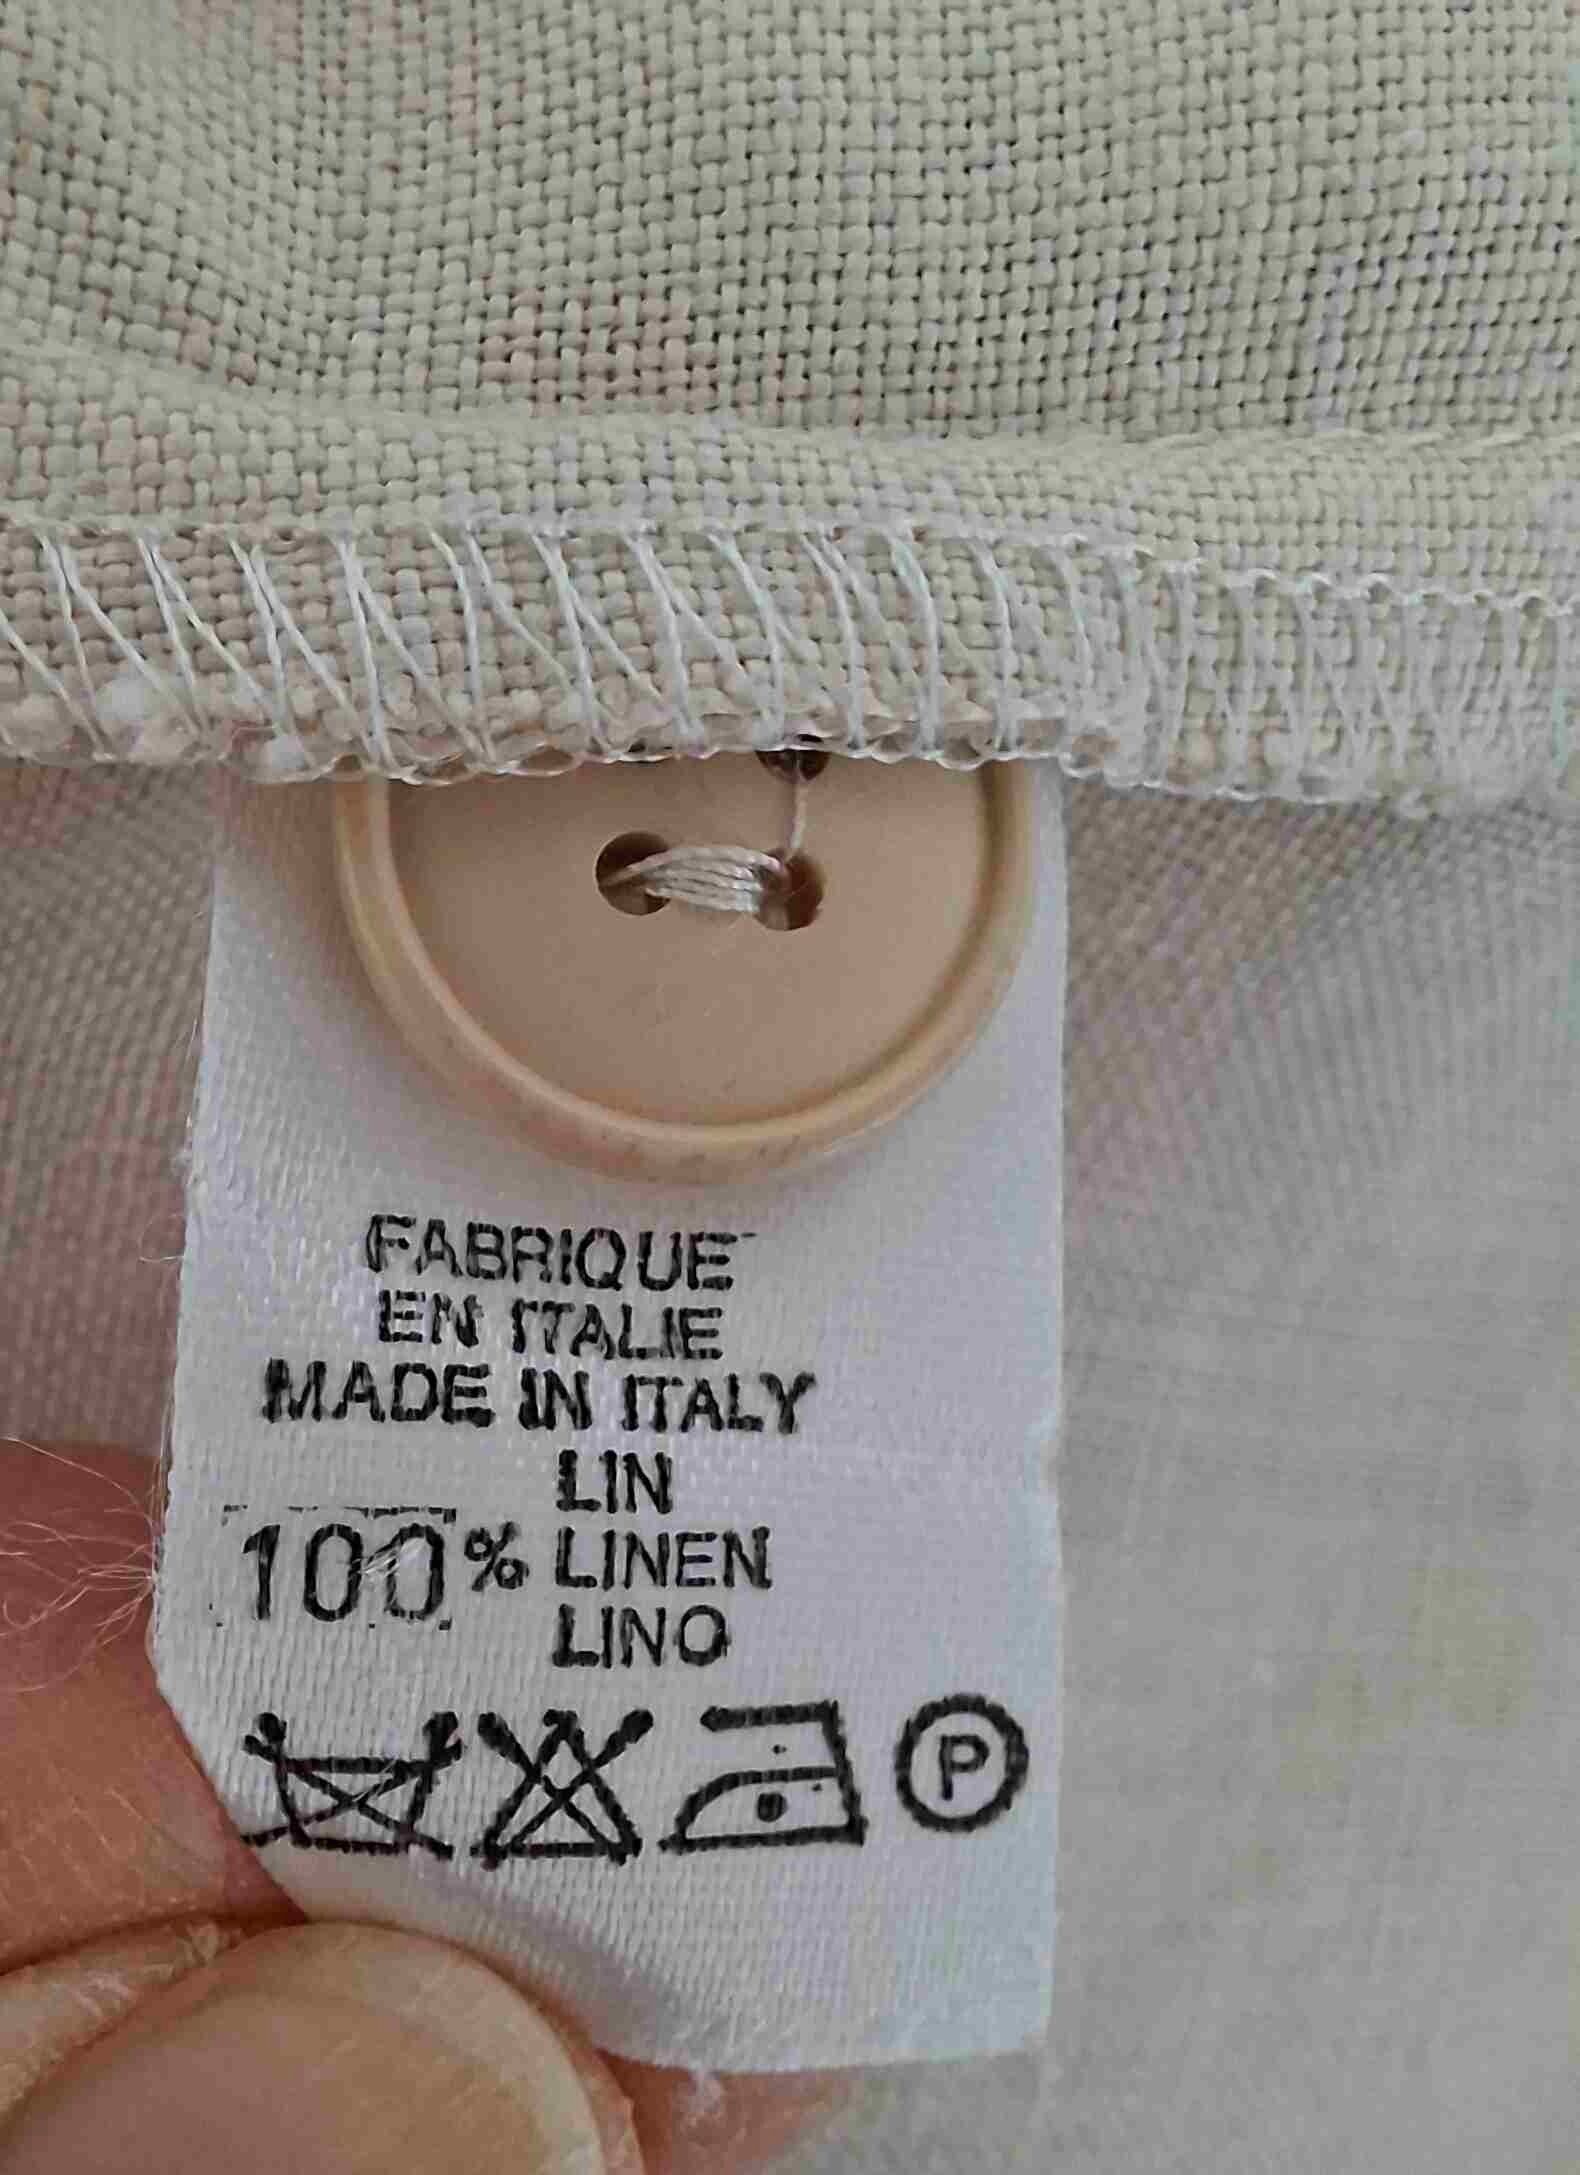 FABRIQUE
EN ITALIE
MADE IN ITALY
LIN
100% LINEN
LINO
P